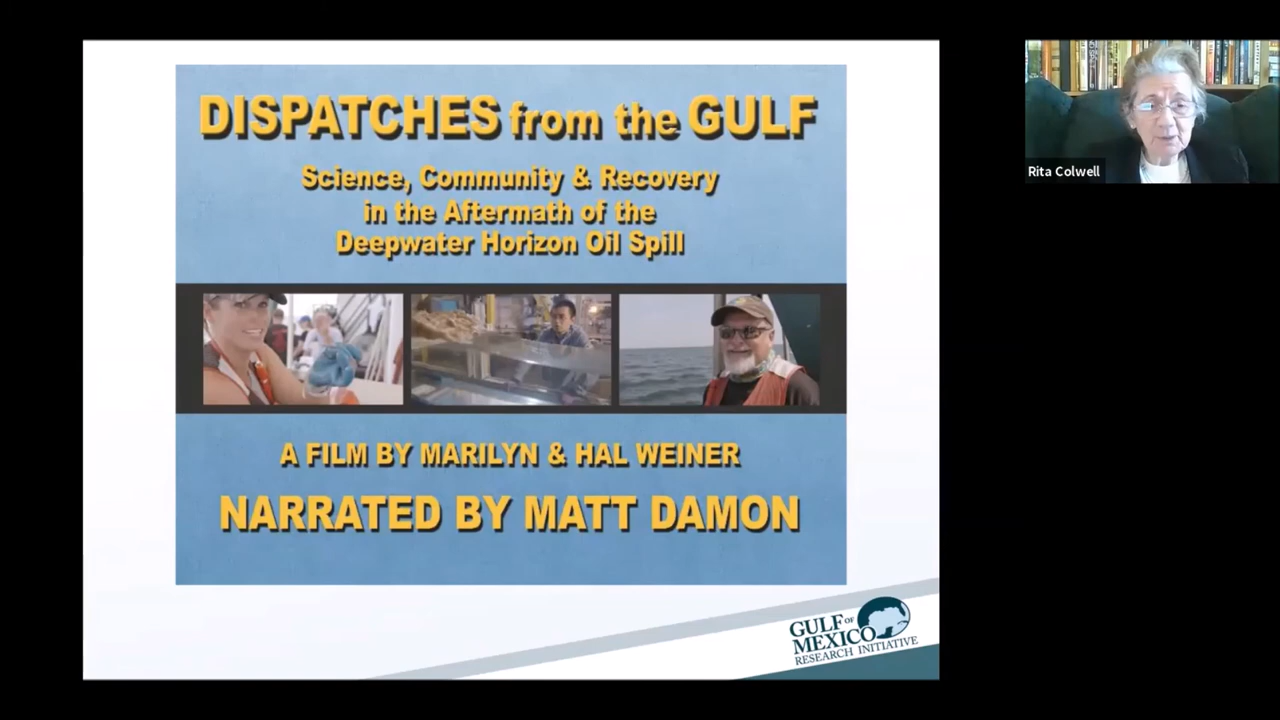 DISPATCHES from the GULF
Science, Community & Recovery
in the Aftermath of the
Deepwater Horizon Oil Spill
A FILM BY MARILYN & HAL WEINER
NARRATED BY MATT DAMON
GULF OF
MEXICO
RESEARCH INITIATIVE
Rita Colwell